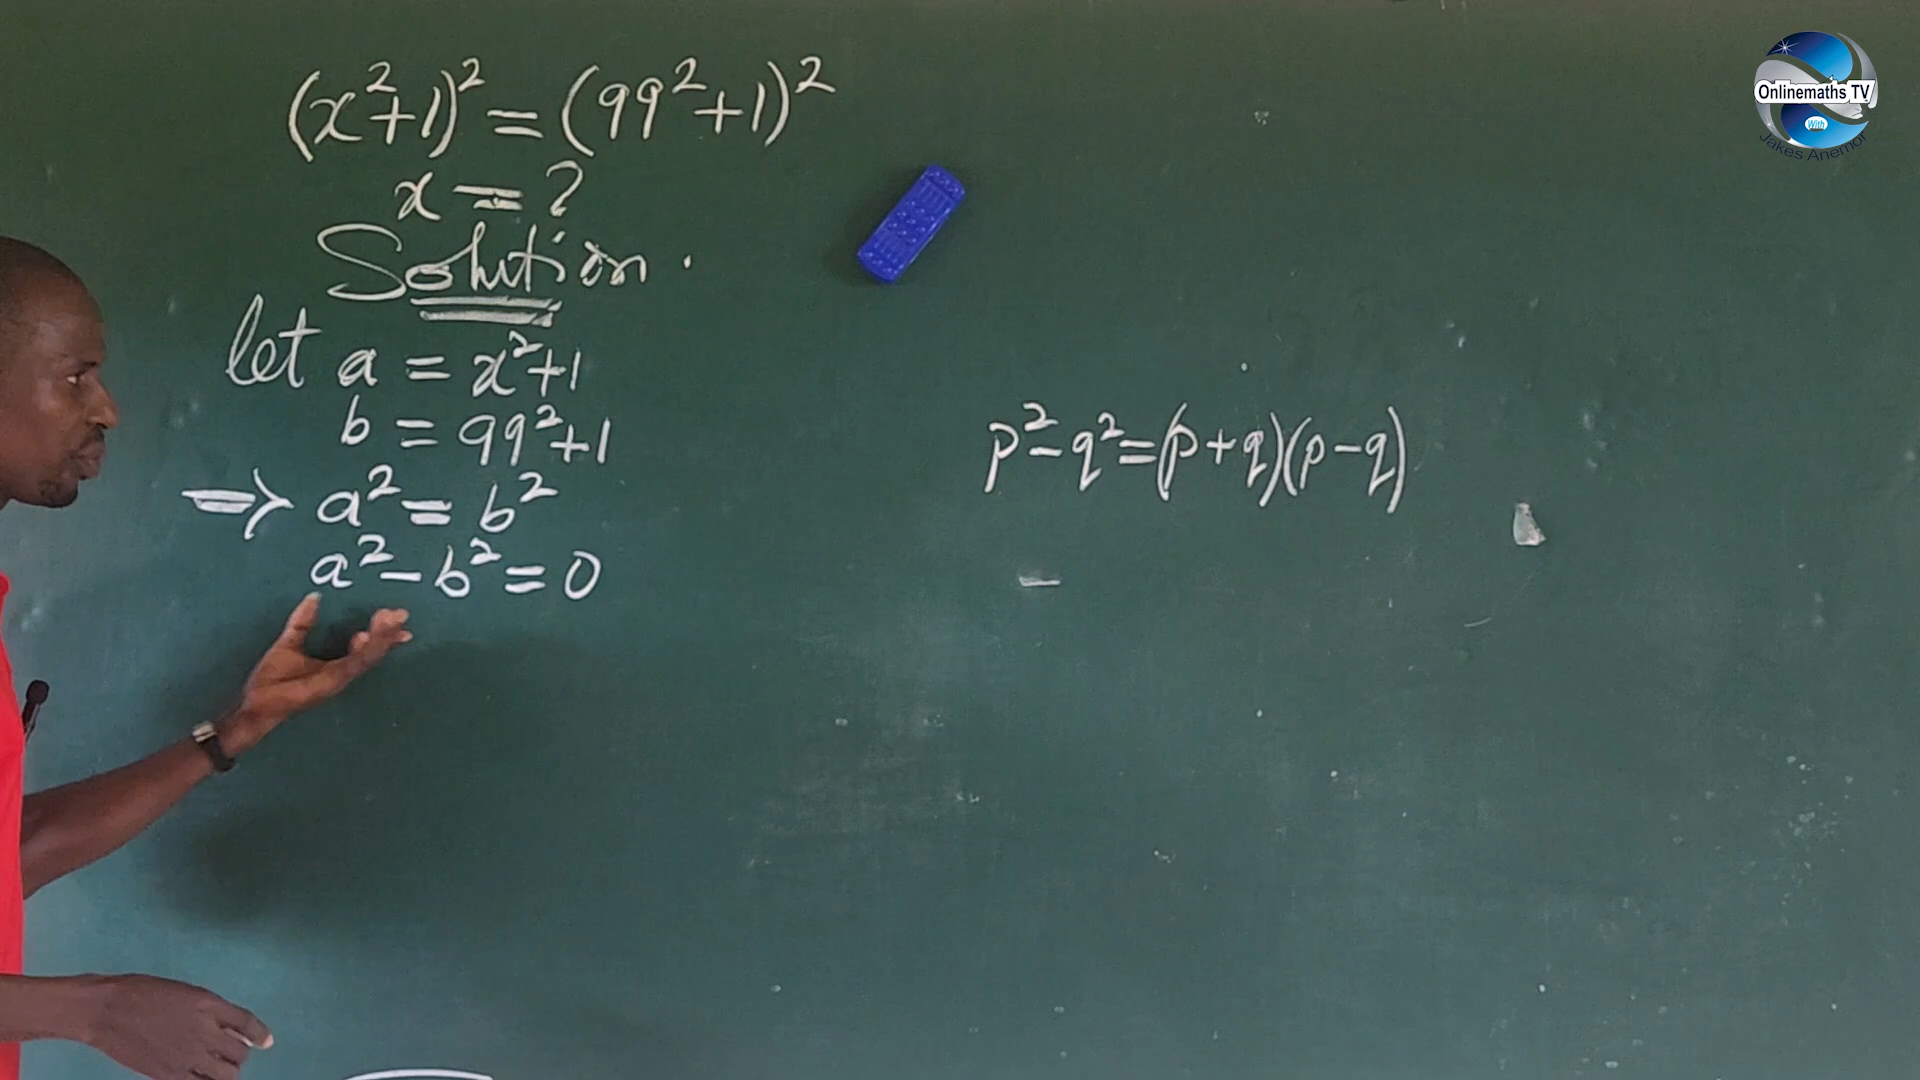 (x²+1)² = (99²+1)²
x = ?
Solution.
let a = x²+1
b = 99²+1
=> a² = b²
a² - b² = 0
p² - q² = (p+q)(p-q)
Onlinemaths TV
With
Jakes Anemor